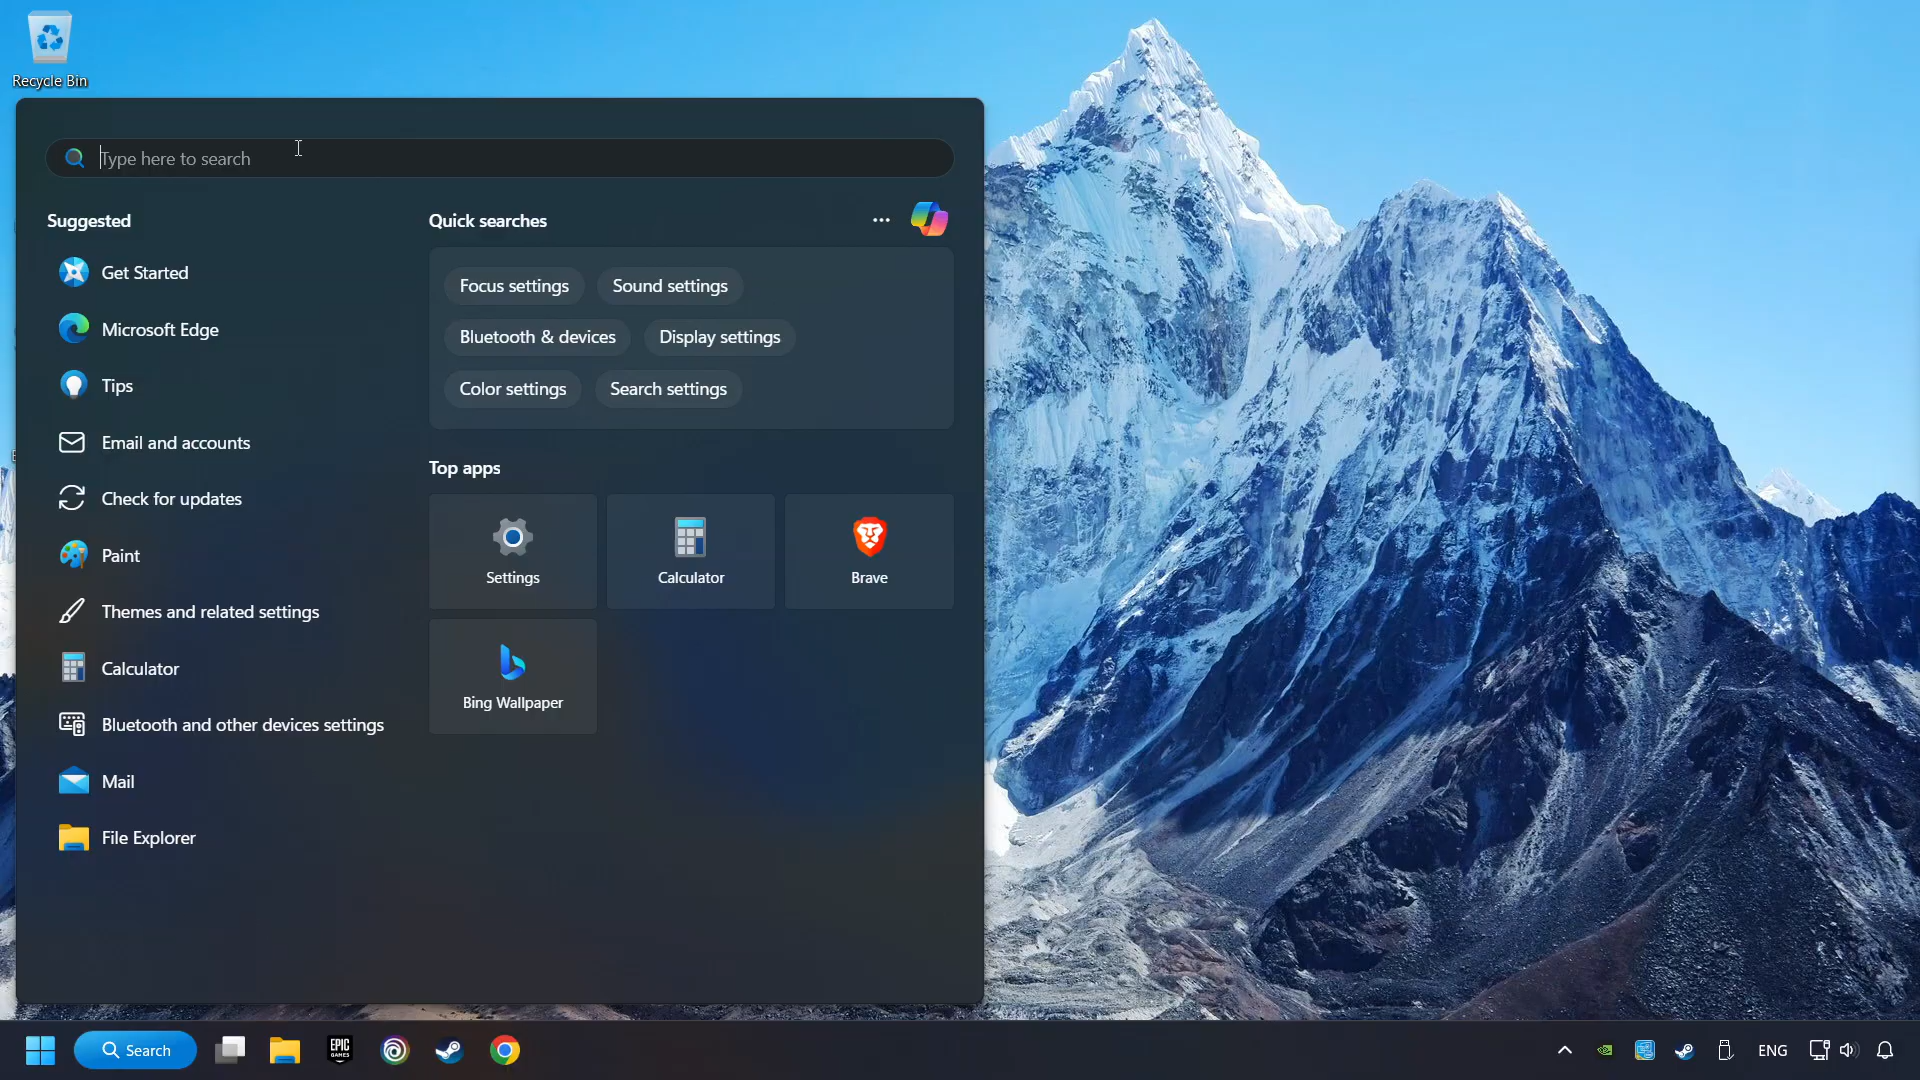 Recycle Bin
Type here to search
Suggested
Get Started
Microsoft Edge
Tips
Email and accounts
Check for updates
Paint
Themes and related settings
Calculator
Bluetooth and other devices settings
Mail
File Explorer
Quick searches
Focus settings
Sound settings
Bluetooth & devices
Display settings
Color settings
Search settings
Top apps
Settings
Calculator
Brave
Bing Wallpaper
Search
EPIC
GAMES
ENG